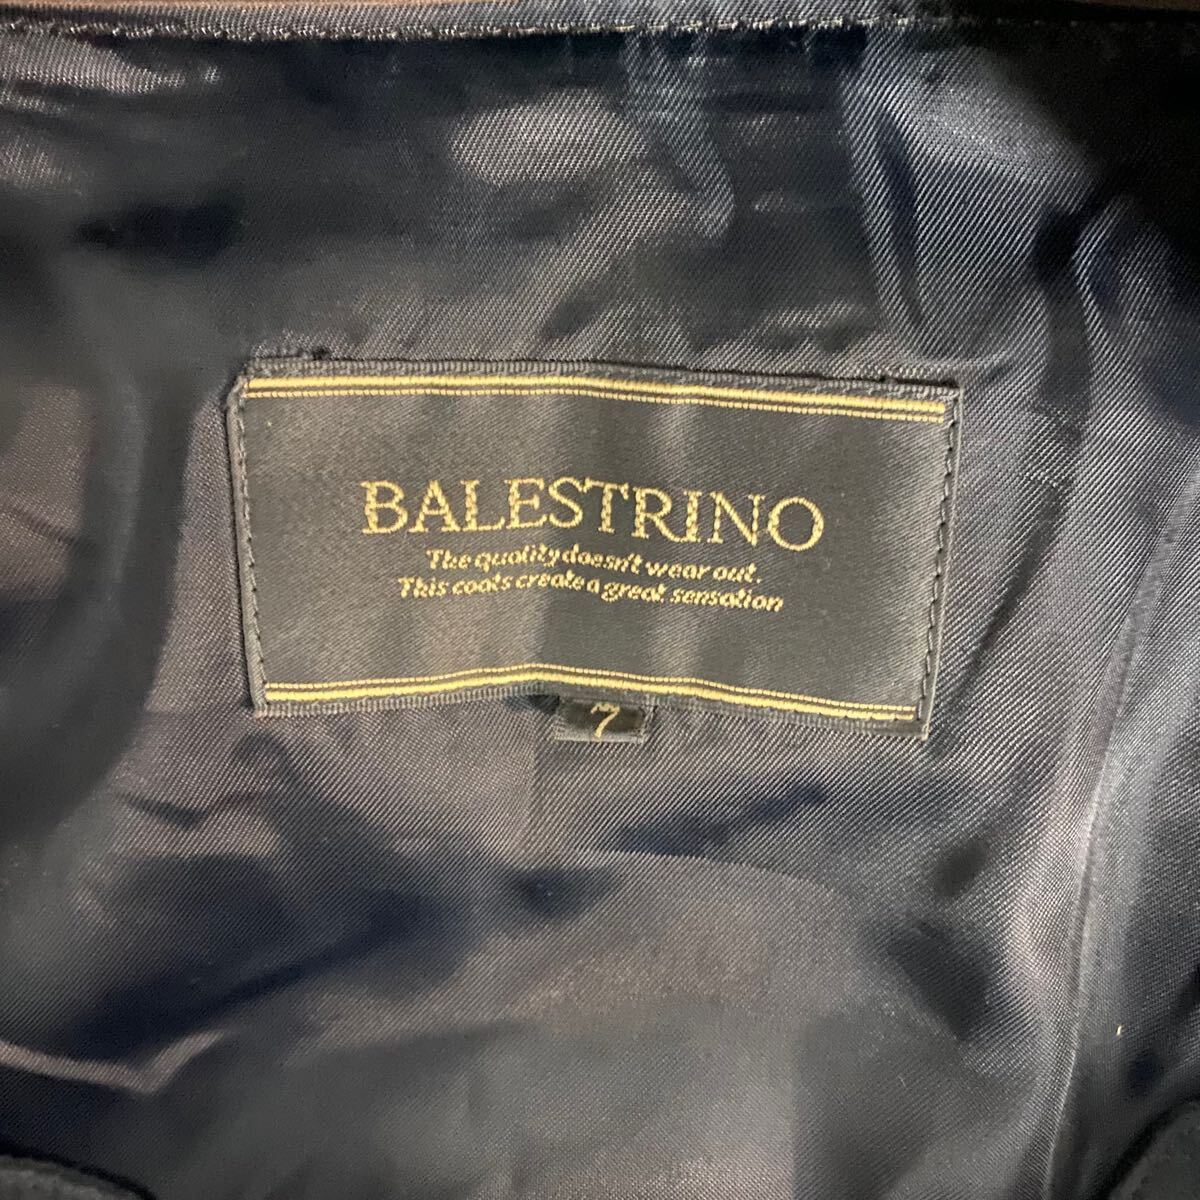 BALESTRINO
The quality doesn't wear out.
This coats create a great sensation
7